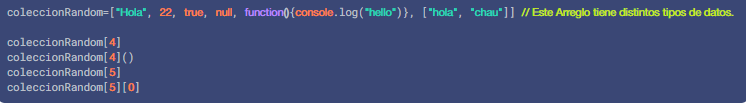 coleccionRandom=["Hola", 22, true, null, function(){console.log("hello")}, ["hola", "chau"]] // Este Arreglo tiene distintos tipos de datos.
coleccionRandom[4]
coleccionRandom[4]()
coleccionRandom[5]
coleccionRandom[5][0]